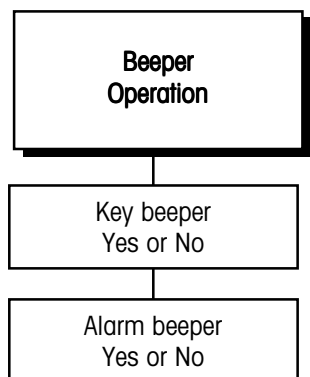 Beeper
Operation
Key beeper
Yes or No
Alarm beeper
Yes or No